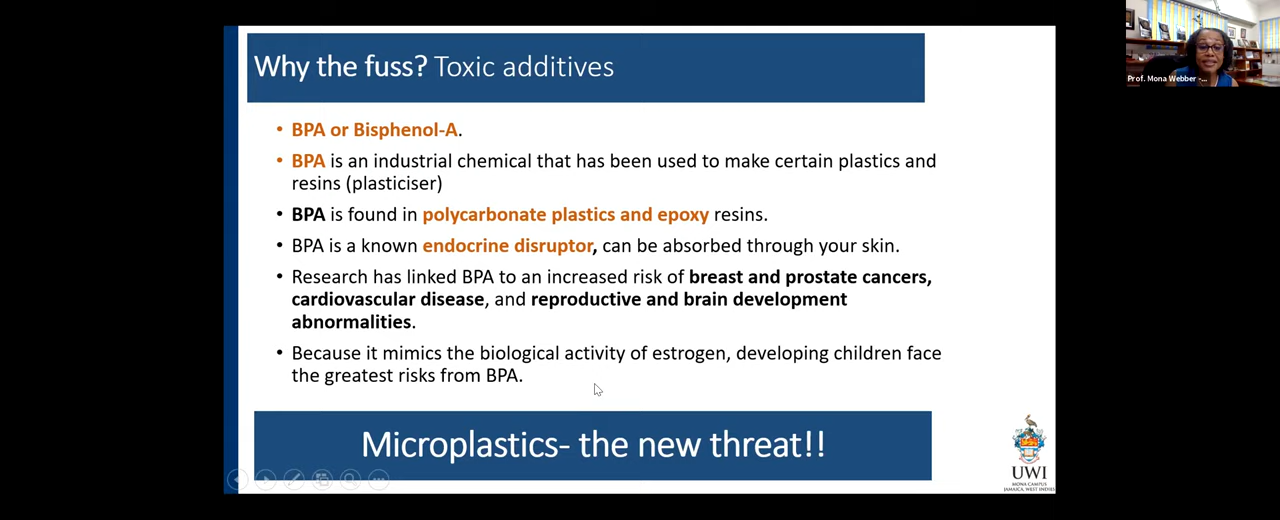 Why the fuss? Toxic additives
Prof. Mona Webber -...
• BPA or Bisphenol-A.
• BPA is an industrial chemical that has been used to make certain plastics and
resins (plasticiser)
• BPA is found in polycarbonate plastics and epoxy resins.
• BPA is a known endocrine disruptor, can be absorbed through your skin.
• Research has linked BPA to an increased risk of breast and prostate cancers,
cardiovascular disease, and reproductive and brain development
abnormalities.
• Because it mimics the biological activity of estrogen, developing children face
the greatest risks from BPA.
Microplastics- the new threat!!
UWI
MONA CAMPUS
JAMAICA, WEST INDIES